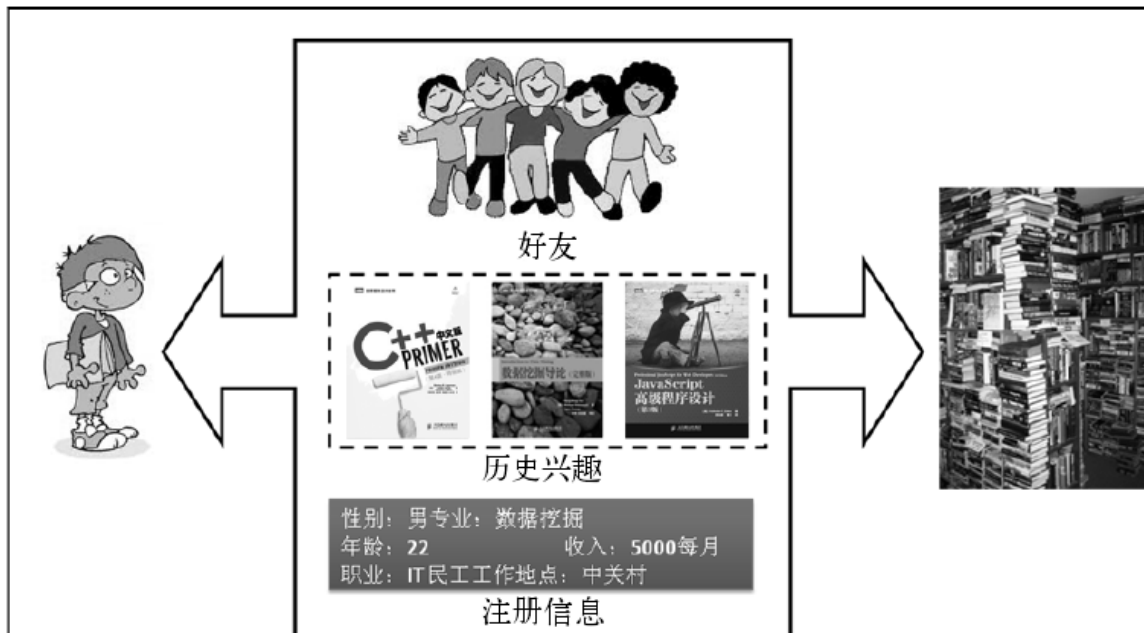 好友
C++ 中文版
PRIMER
数据挖掘导论（完整版）
JavaScript
高级程序设计
历史兴趣
性别：男专业：数据挖掘
年龄：22 收入：5000每月
职业：IT民工工作地点：中关村
注册信息